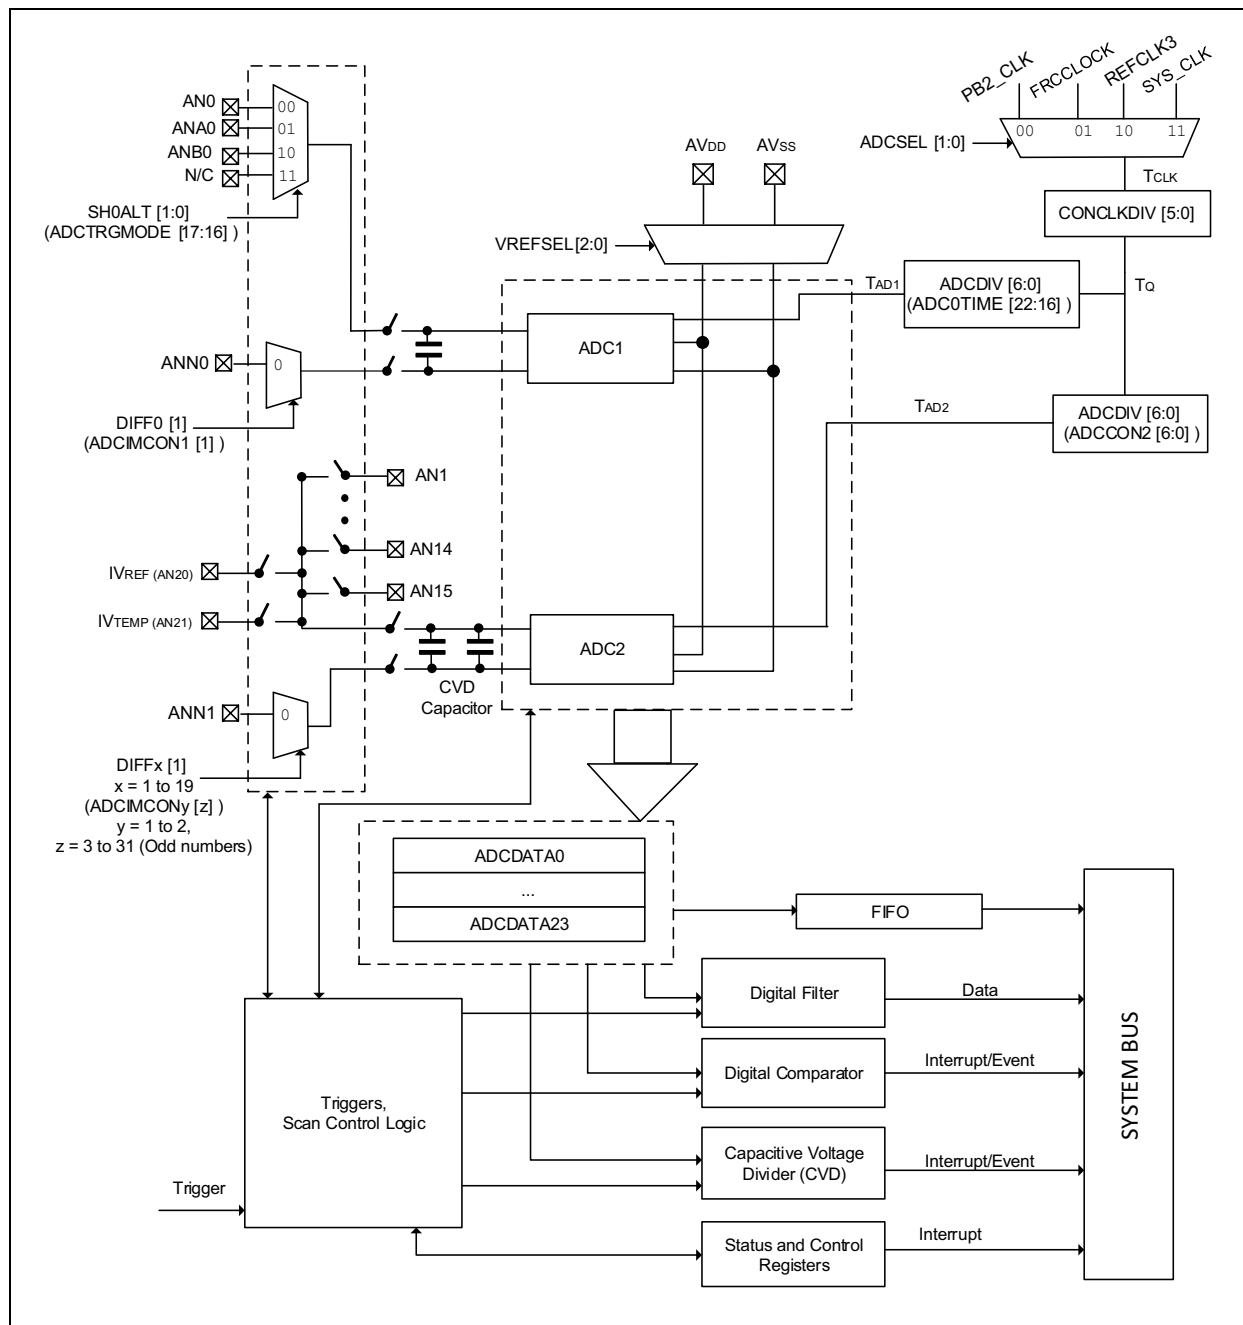 PB2_CLK
FRCCLOCK
REFCLK3
SYS_CLK
ADCSEL [1:0]
00
01
10
11
TCLK
CONCLKDIV [5:0]
TQ
AN0
ANA0
ANB0
N/C
00
01
10
11
SH0ALT [1:0]
(ADCTRGMODE [17:16] )
AVDD
AVSS
VREFSEL[2:0]
TAD1
ADCDIV [6:0]
(ADC0TIME [22:16] )
ADC1
ANN0
0
DIFF0 [1]
(ADCIMCON1 [1] )
TAD2
ADCDIV [6:0]
(ADCCON2 [6:0] )
AN1
AN14
AN15
IVREF (AN20)
IVTEMP (AN21)
ADC2
CVD
Capacitor
ANN1
0
DIFFx [1]
x = 1 to 19
(ADCIMCONy [z] )
y = 1 to 2,
z = 3 to 31 (Odd numbers)
ADCDATA0
...
ADCDATA23
FIFO
Digital Filter
Data
Digital Comparator
Interrupt/Event
Triggers,
Scan Control Logic
Capacitive Voltage
Divider (CVD)
Interrupt/Event
Trigger
Status and Control
Registers
Interrupt
SYSTEM BUS